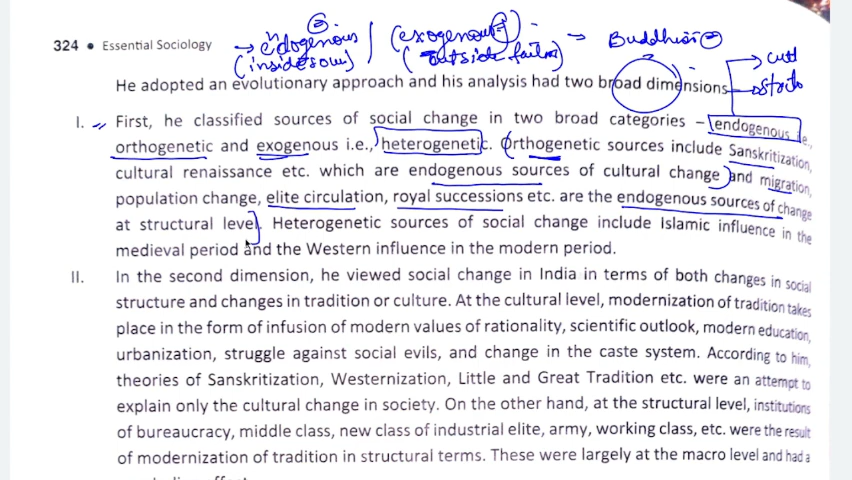 324 • Essential Sociology
→ endogenous / (exogenous) → Buddhism
(inside sour) (outside
He adopted an evolutionary approach and his analysis had two broad dimensions
I. First, he classified sources of social change in two broad categories – endogenous i.e.,
orthogenetic and exogenous i.e., heterogenetic. Orthogenetic sources include Sanskritization,
cultural renaissance etc. which are endogenous sources of cultural change and migration,
population change, elite circulation, royal successions etc. are the endogenous sources of change
at structural level. Heterogenetic sources of social change include Islamic influence in the
medieval period and the Western influence in the modern period.
II. In the second dimension, he viewed social change in India in terms of both changes in social
structure and changes in tradition or culture. At the cultural level, modernization of tradition takes
place in the form of infusion of modern values of rationality, scientific outlook, modern education,
urbanization, struggle against social evils, and change in the caste system. According to him,
theories of Sanskritization, Westernization, Little and Great Tradition etc. were an attempt to
explain only the cultural change in society. On the other hand, at the structural level, institutions
of bureaucracy, middle class, new class of industrial elite, army, working class, etc. were the result
of modernization of tradition in structural terms. These were largely at the macro level and had a